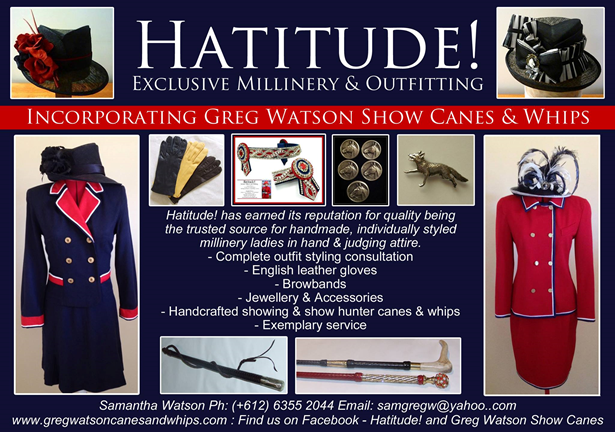 HATITUDE!
EXCLUSIVE MILLINERY & OUTFITTING
INCORPORATING GREG WATSON SHOW CANES & WHIPS
Hatitude! has earned its reputation for quality being
the trusted source for handmade, individually styled
millinery ladies in hand & judging attire.
- Complete outfit styling consultation
- English leather gloves
- Browbands
- Jewellery & Accessories
- Handcrafted showing & show hunter canes & whips
- Exemplary service
Samantha Watson Ph: (+612) 6355 2044 Email: samgregw@yahoo..com
www.gregwatsoncanesandwhips.com : Find us on Facebook - Hatitude! and Greg Watson Show Canes